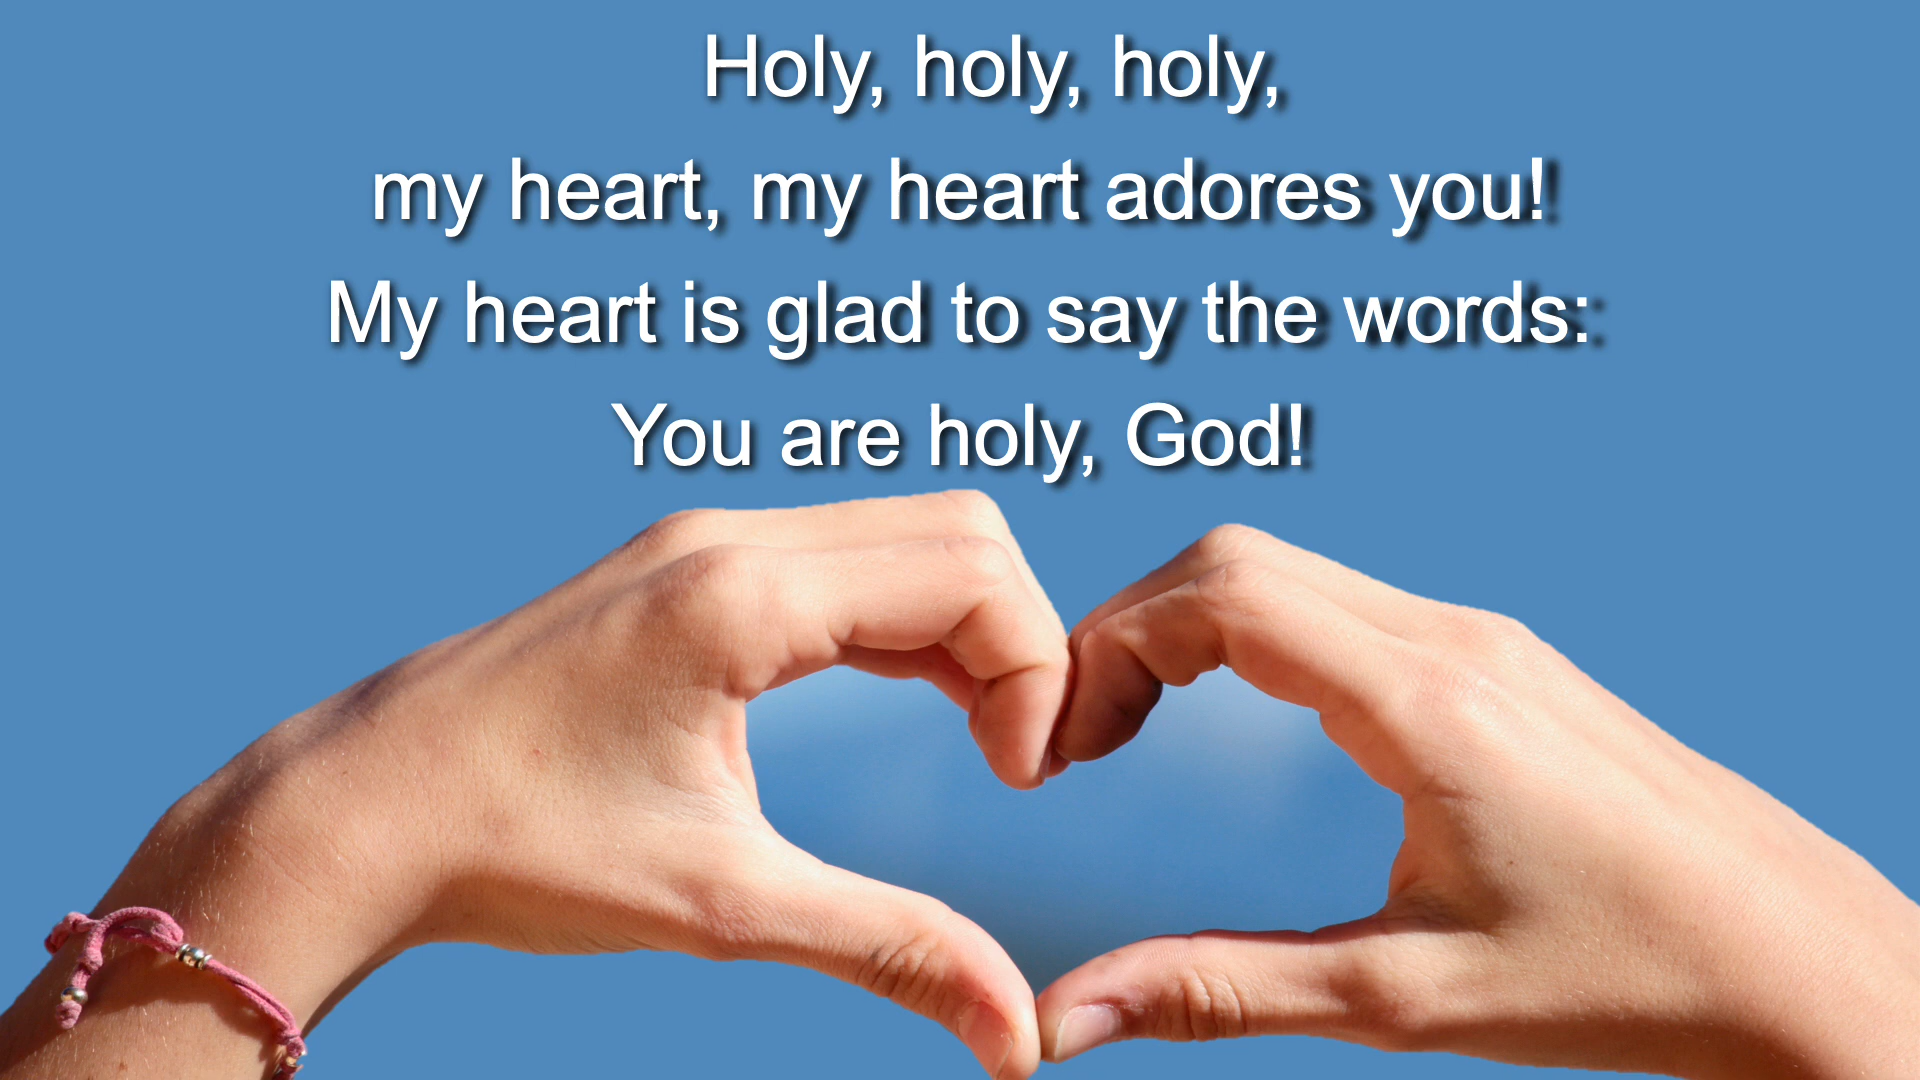 Holy, holy, holy,
my heart, my heart adores you!
My heart is glad to say the words:
You are holy, God!